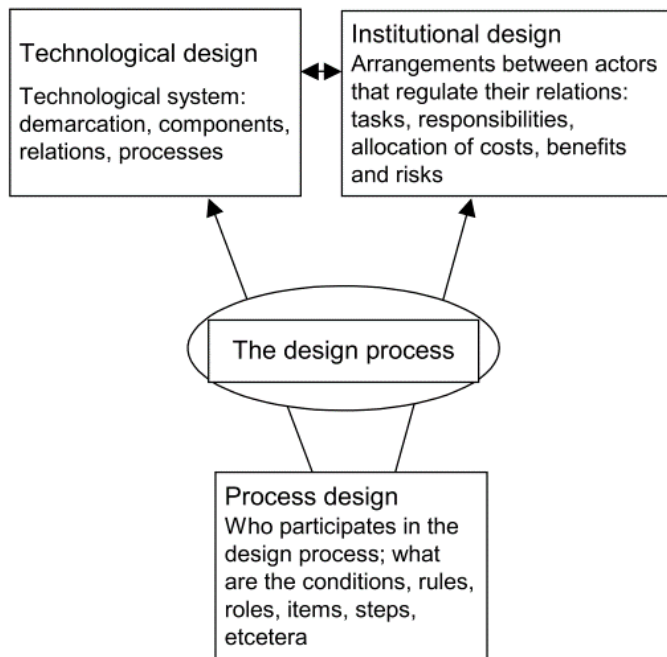 Technological design
Technological system:
demarcation, components,
relations, processes
Institutional design
Arrangements between actors
that regulate their relations:
tasks, responsibilities,
allocation of costs, benefits
and risks
The design process
Process design
Who participates in the
design process; what
are the conditions, rules,
roles, items, steps,
etcetera